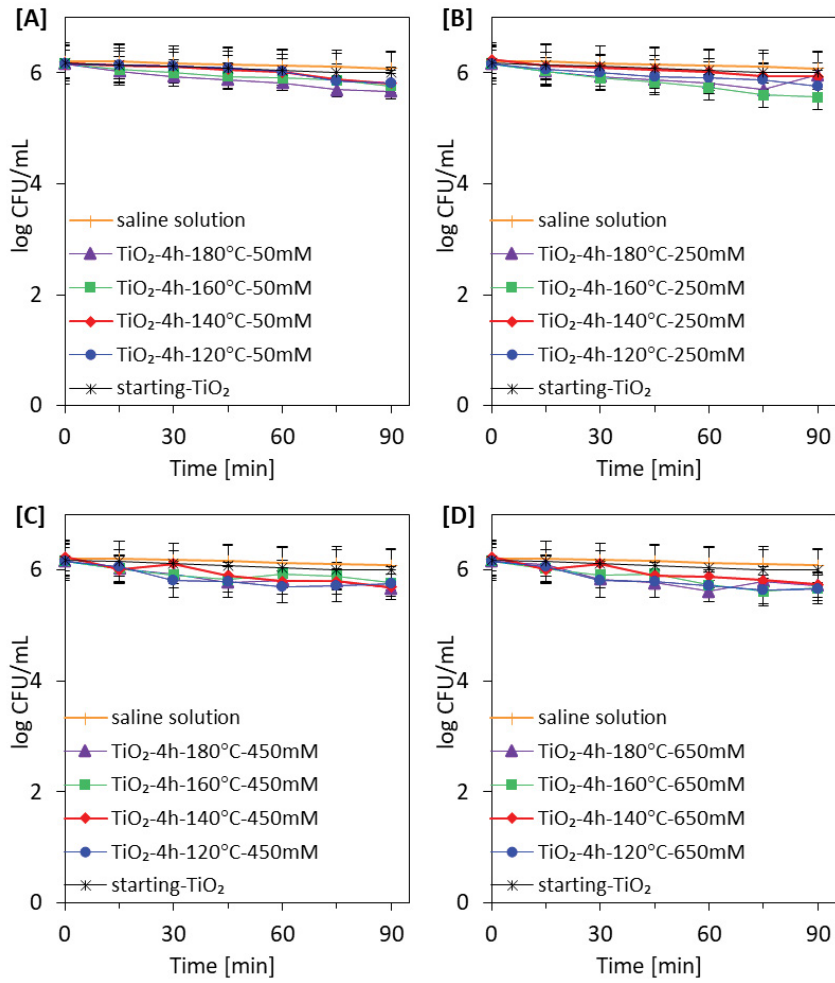 [A]
log CFU/mL
6
4
2
0
saline solution
TiO₂-4h-180°C-50mM
TiO₂-4h-160°C-50mM
TiO₂-4h-140°C-50mM
TiO₂-4h-120°C-50mM
starting-TiO₂
0 30 60 90
Time [min]
[B]
log CFU/mL
6
4
2
0
saline solution
TiO₂-4h-180°C-250mM
TiO₂-4h-160°C-250mM
TiO₂-4h-140°C-250mM
TiO₂-4h-120°C-250mM
starting-TiO₂
0 30 60 90
Time [min]
[C]
log CFU/mL
6
4
2
0
saline solution
TiO₂-4h-180°C-450mM
TiO₂-4h-160°C-450mM
TiO₂-4h-140°C-450mM
TiO₂-4h-120°C-450mM
starting-TiO₂
0 30 60 90
Time [min]
[D]
log CFU/mL
6
4
2
0
saline solution
TiO₂-4h-180°C-650mM
TiO₂-4h-160°C-650mM
TiO₂-4h-140°C-650mM
TiO₂-4h-120°C-650mM
starting-TiO₂
0 30 60 90
Time [min]